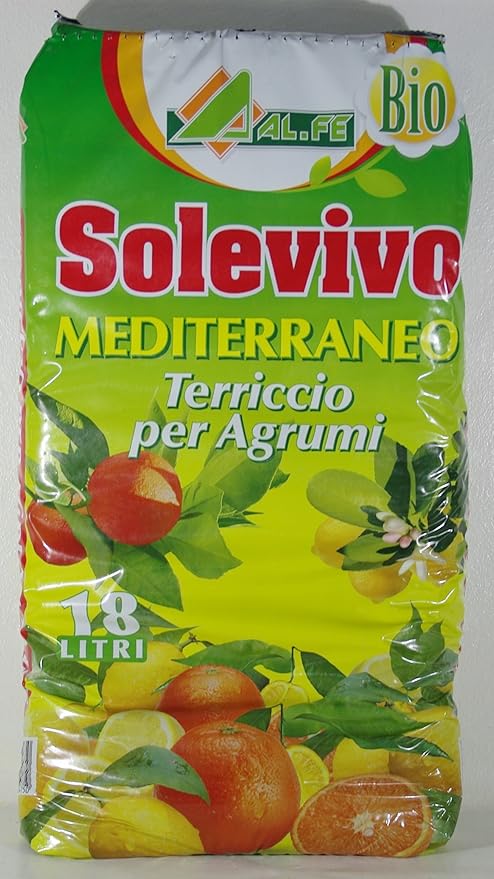 AL.FE
Bio
Solevivo
MEDITERRANEO
Terriccio
per Agrumi
18
LITRI